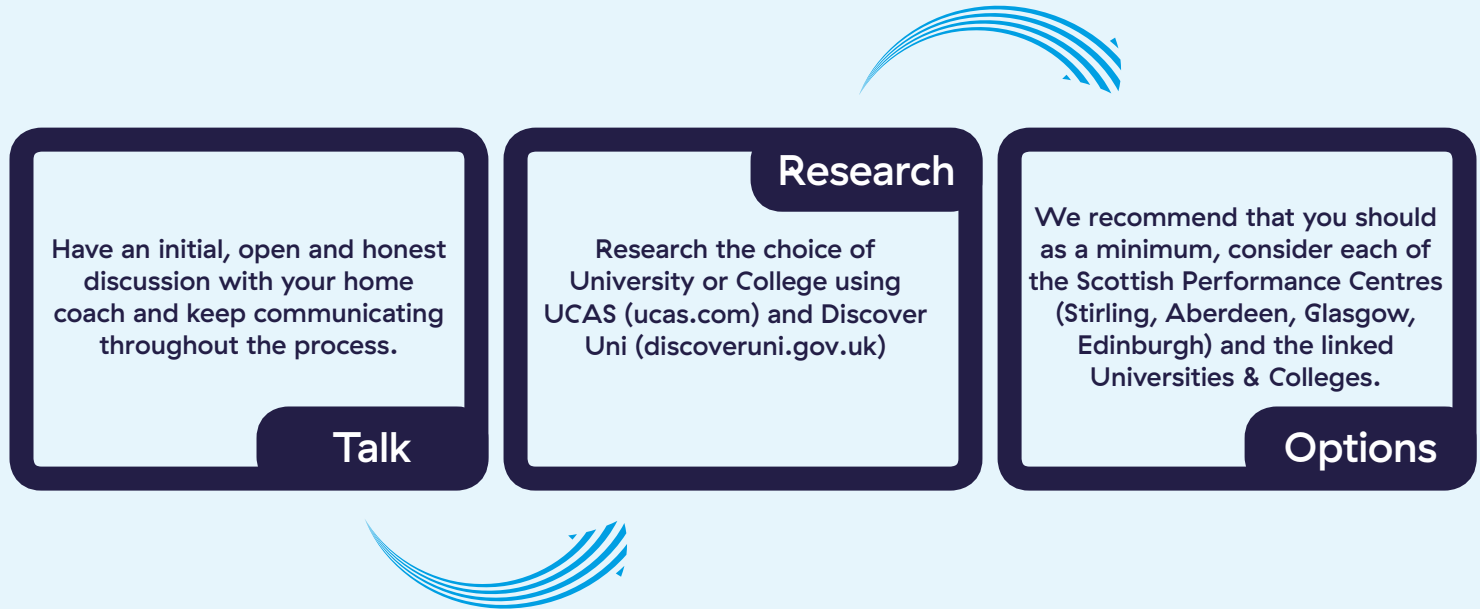 Have an initial, open and honest
discussion with your home
coach and keep communicating
throughout the process.
Talk
Research
Research the choice of
University or College using
UCAS (ucas.com) and Discover
Uni (discoveruni.gov.uk)
We recommend that you should
as a minimum, consider each of
the Scottish Performance Centres
(Stirling, Aberdeen, Glasgow,
Edinburgh) and the linked
Universities & Colleges.
Options